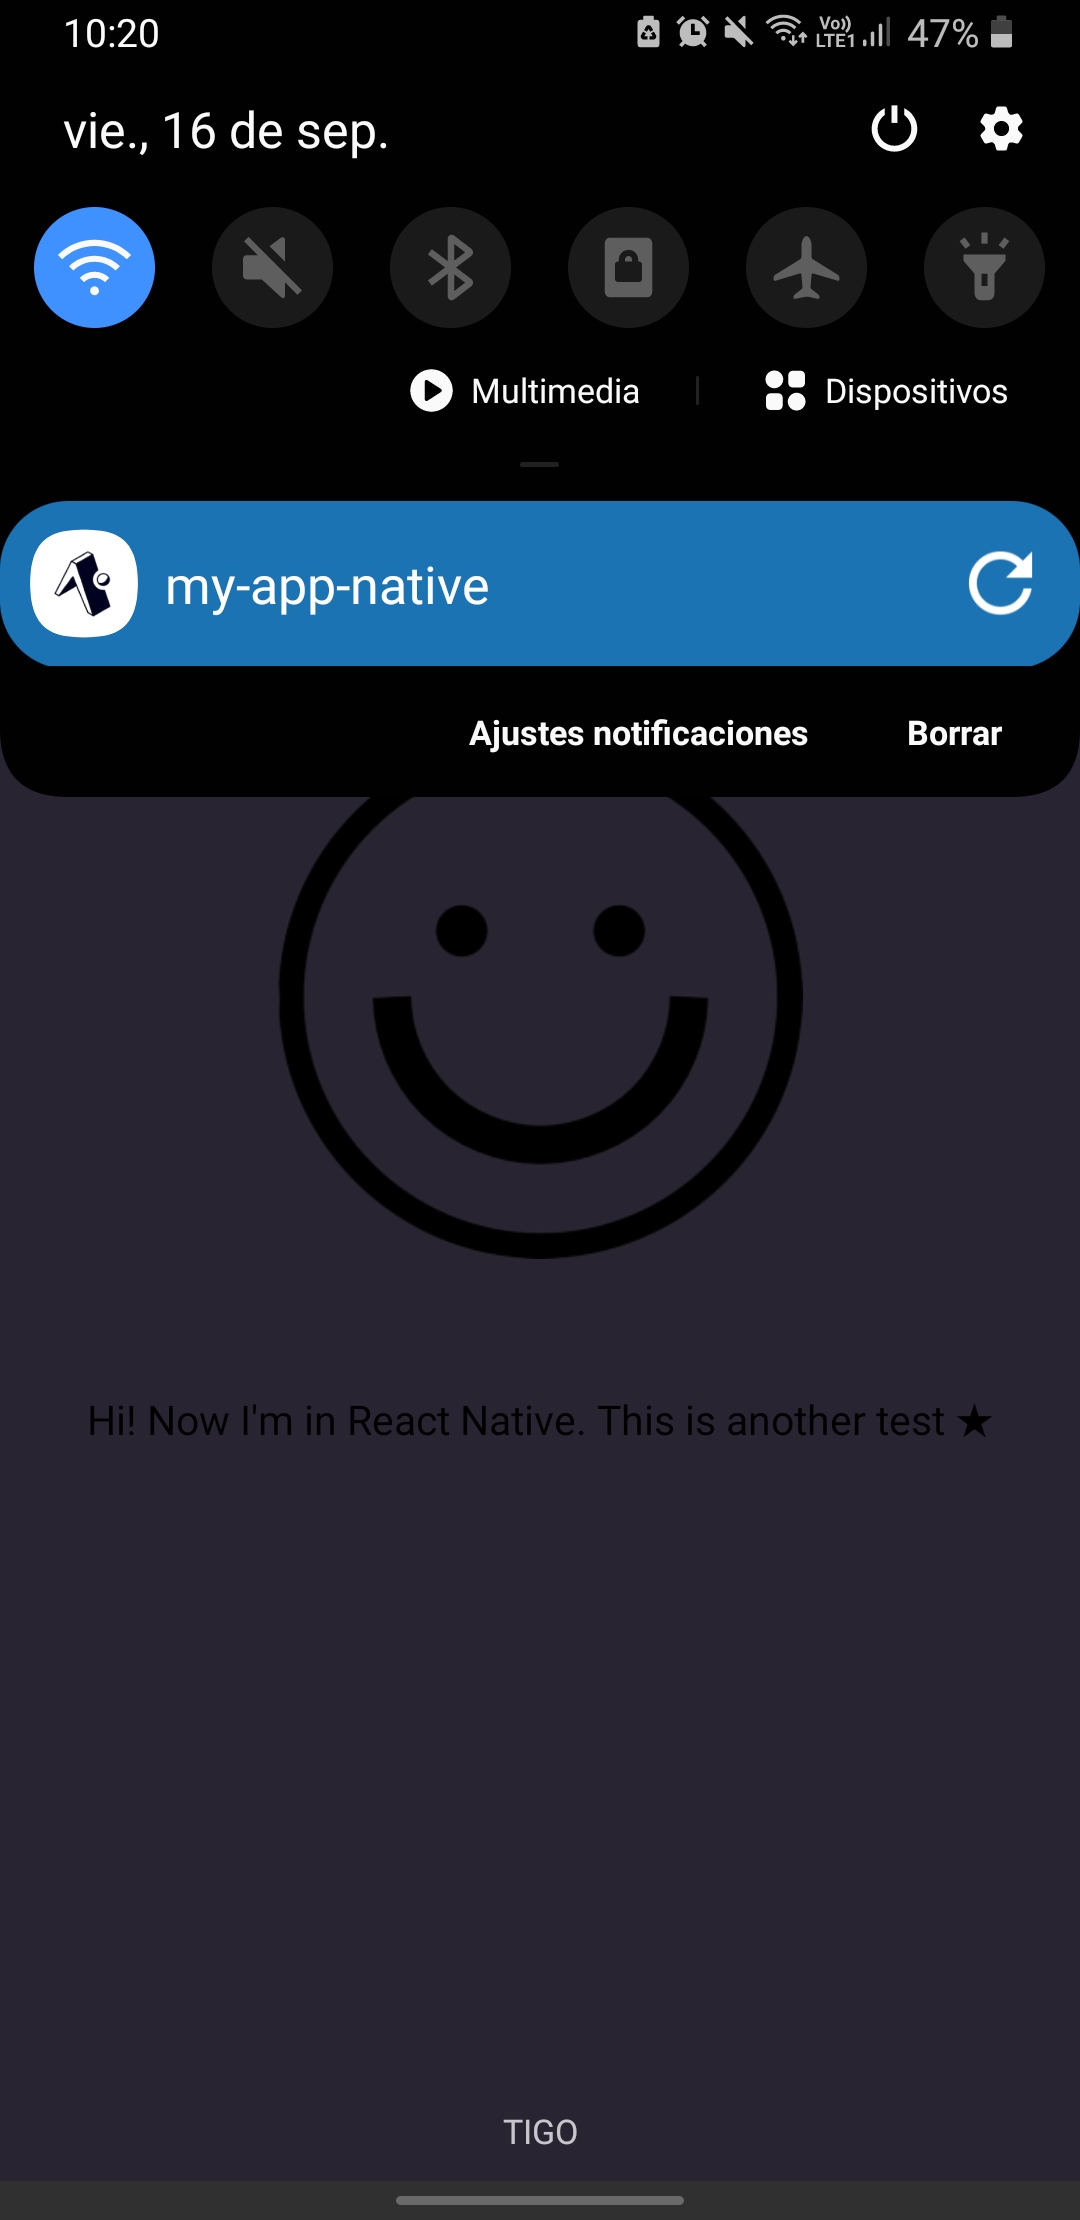 10:20
Vo)) LTE1 47%
vie., 16 de sep.
Multimedia
Dispositivos
my-app-native
Ajustes notificaciones
Borrar
Hi! Now I'm in React Native. This is another test ★
TIGO